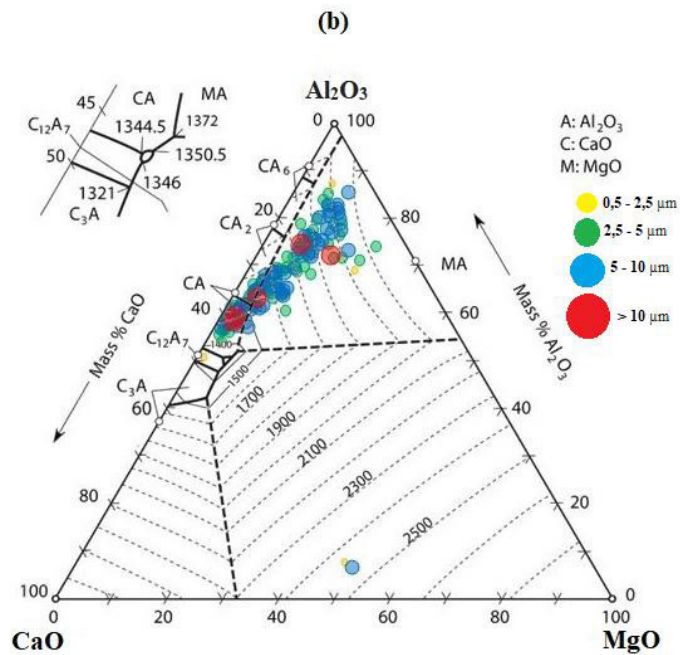 (b)
Al₂O₃
0 100
A: Al₂O₃
C: CaO
M: MgO
0,5 - 2,5 µm
2,5 - 5 µm
5 - 10 µm
> 10 µm
45
CA
MA
C₁₂A₇
1344.5
1372
50
1350.5
1321
1346
C₃A
CA₆
20
80
CA₂
MA
CA
40
60
Mass % CaO
Mass % Al₂O₃
C₁₂A₇
1400
1500
C₃A
60
40
1700
1900
2100
2300
2500
80
20
100
0
0
20
40
60
80
100
CaO
MgO